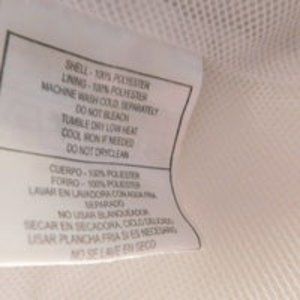 SHELL - 100% POLYESTER
LINING - 100% POLYESTER
MACHINE WASH COLD, SEPARATELY
DO NOT BLEACH
TUMBLE DRY LOW HEAT
COOL IRON IF NEEDED
DO NOT DRYCLEAN
CUERPO - 100% POLIESTER
FORRO - 100% POLIESTER
LAVAR EN LAVADORA CON AGUA FRIA,
SEPARADO
NO USAR BLANQUEADOR
SECAR EN SECADORA, CICLO DELICADO
USAR PLANCHA FRIA SI ES NECESARIO
NO SE LAVE EN SECO